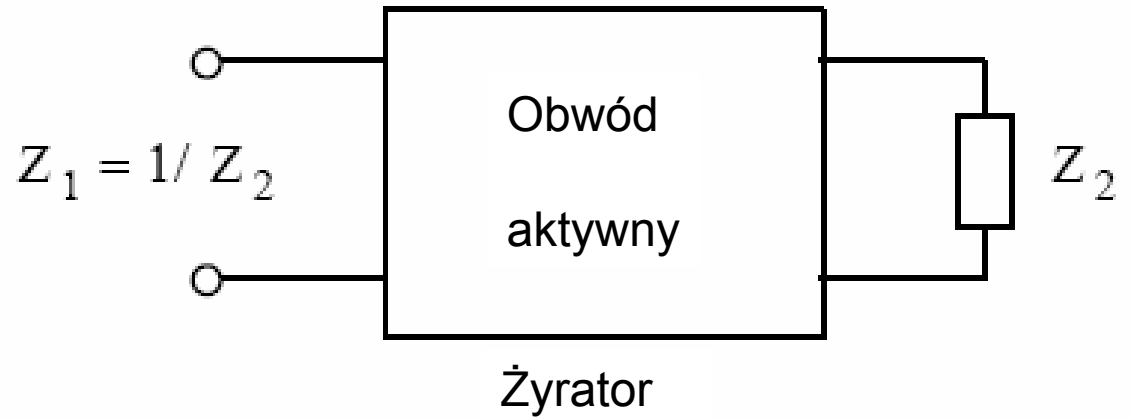 Obwód
Z₁ = 1/ Z₂
Z₂
aktywny
Żyrator